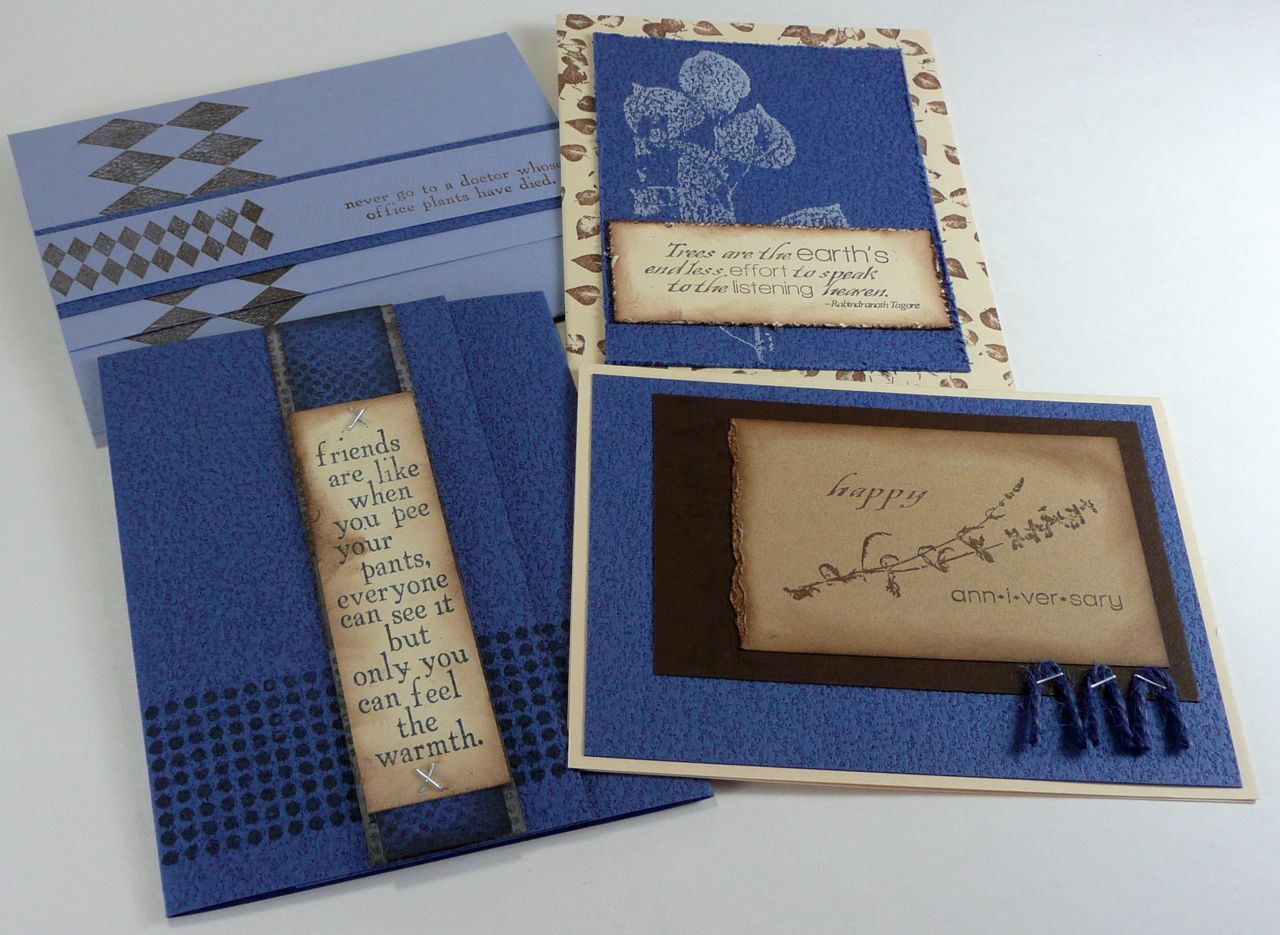 never go to a doctor whose
office plants have died.
Trees are the earth's
endless effort to speak
to the listening heaven.
–Rabindranath Tagore
friends
are like
when
you pee
your
pants,
everyone
can see it
but
only you
can feel
the
warmth.
happy
ann•i•ver•sary